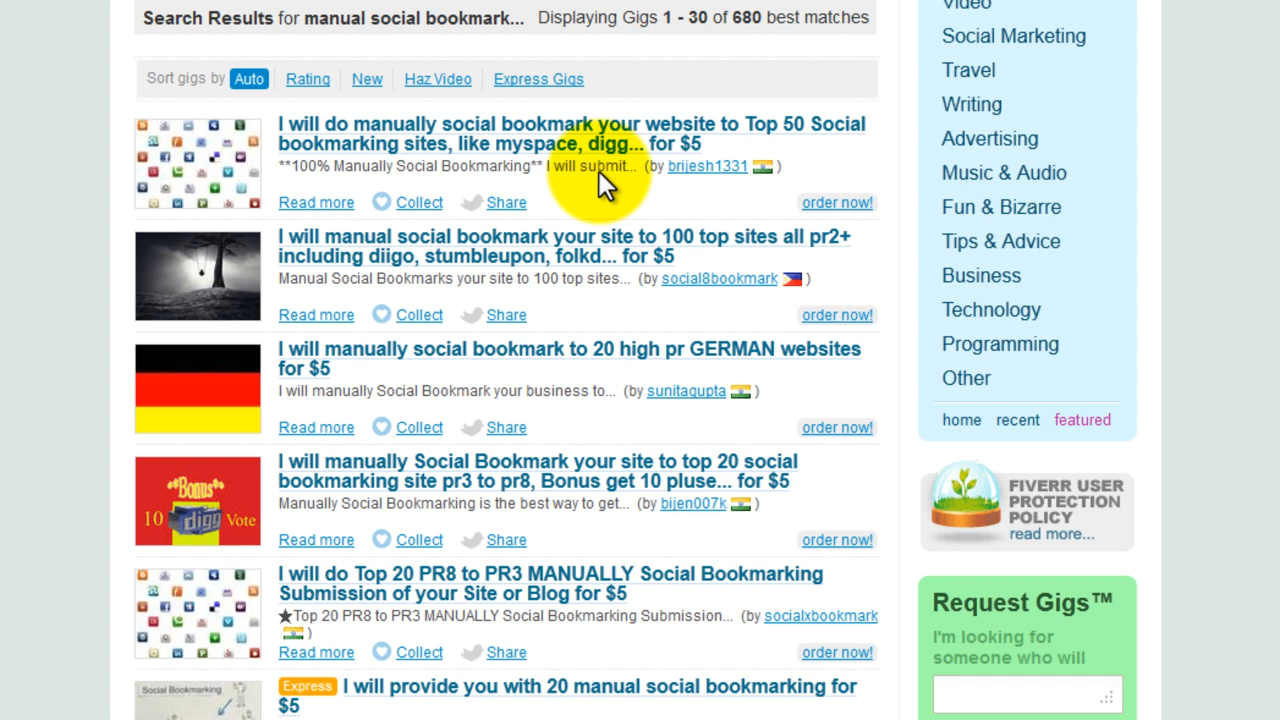 Search Results for manual social bookmark... Displaying Gigs 1 - 30 of 680 best matches
Sort gigs by Auto Rating New Haz Video Express Gigs
I will do manually social bookmark your website to Top 50 Social
bookmarking sites, like myspace, digg... for $5
**100% Manually Social Bookmarking** I will submit... (by brijesh1331 )
Read more Collect Share order now!
I will manual social bookmark your site to 100 top sites all pr2+
including diigo, stumbleupon, folkd... for $5
Manual Social Bookmarks your site to 100 top sites... (by social8bookmark )
Read more Collect Share order now!
I will manually social bookmark to 20 high pr GERMAN websites
for $5
I will manually Social Bookmark your business to... (by sunitagupta )
Read more Collect Share order now!
**Bonus**
10 digg Vote
I will manually Social Bookmark your site to top 20 social
bookmarking site pr3 to pr8, Bonus get 10 pluse... for $5
Manually Social Bookmarking is the best way to get... (by bijen007k )
Read more Collect Share order now!
I will do Top 20 PR8 to PR3 MANUALLY Social Bookmarking
Submission of your Site or Blog for $5
★Top 20 PR8 to PR3 MANUALLY Social Bookmarking Submission... (by socialxbookmark
)
Read more Collect Share order now!
Social Bookmarking
Express I will provide you with 20 manual social bookmarking for
$5
Video
Social Marketing
Travel
Writing
Advertising
Music & Audio
Fun & Bizarre
Tips & Advice
Business
Technology
Programming
Other
home recent featured
FIVERR USER
PROTECTION
POLICY
read more...
Request Gigs™
I'm looking for
someone who will